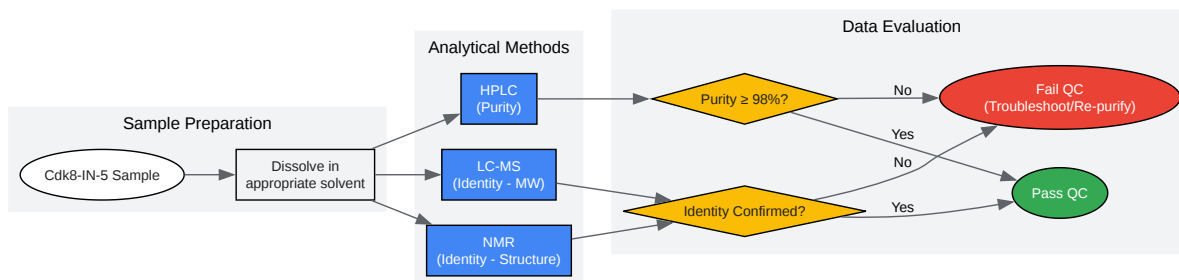 Sample Preparation
Cdk8-IN-5 Sample
Dissolve in
appropriate solvent
Analytical Methods
HPLC
(Purity)
LC-MS
(Identity - MW)
NMR
(Identity - Structure)
Data Evaluation
Purity ≥ 98%?
Identity Confirmed?
No
Yes
No
Yes
Fail QC
(Troubleshoot/Re-purify)
Pass QC